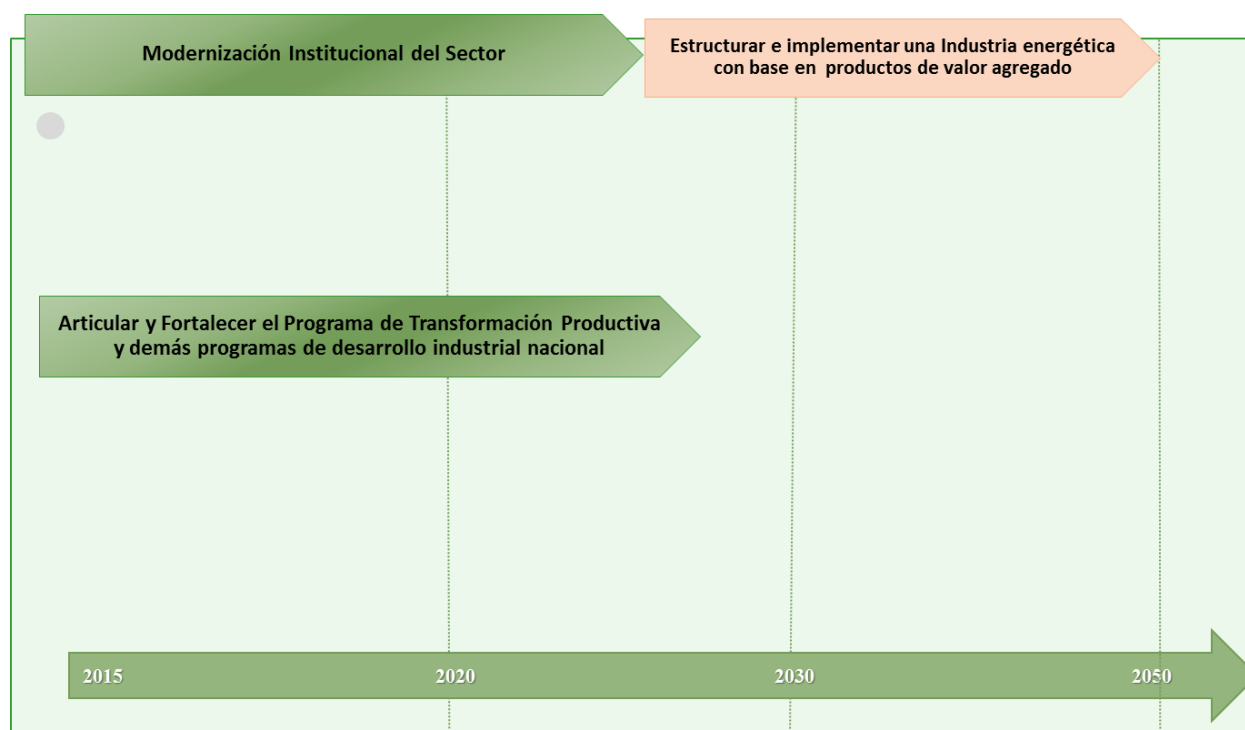 Modernización Institucional del Sector
Estructurar e implementar una Industria energética
con base en productos de valor agregado
Articular y Fortalecer el Programa de Transformación Productiva
y demás programas de desarrollo industrial nacional
2015
2020
2030
2050